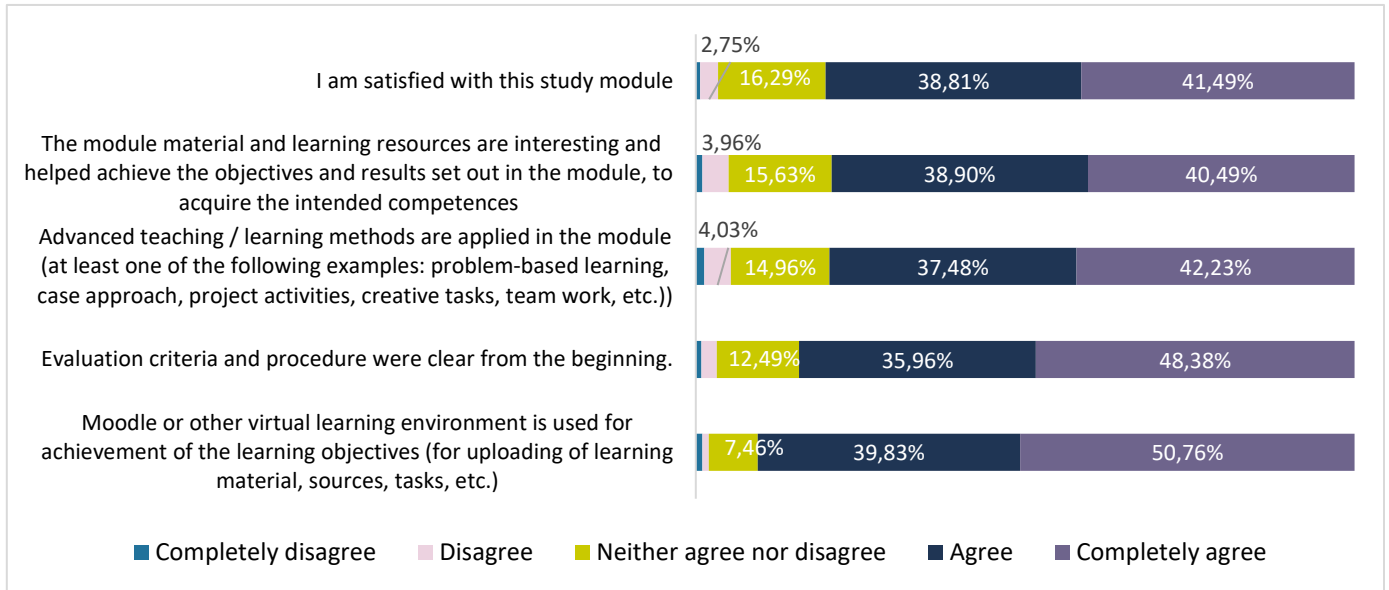 2,75%
I am satisfied with this study module
16,29%
38,81%
41,49%
The module material and learning resources are interesting and
helped achieve the objectives and results set out in the module, to
acquire the intended competences
3,96%
15,63%
38,90%
40,49%
Advanced teaching / learning methods are applied in the module
(at least one of the following examples: problem-based learning,
case approach, project activities, creative tasks, team work, etc.))
4,03%
14,96%
37,48%
42,23%
Evaluation criteria and procedure were clear from the beginning.
12,49%
35,96%
48,38%
Moodle or other virtual learning environment is used for
achievement of the learning objectives (for uploading of learning
material, sources, tasks, etc.)
7,46%
39,83%
50,76%
Completely disagree
Disagree
Neither agree nor disagree
Agree
Completely agree